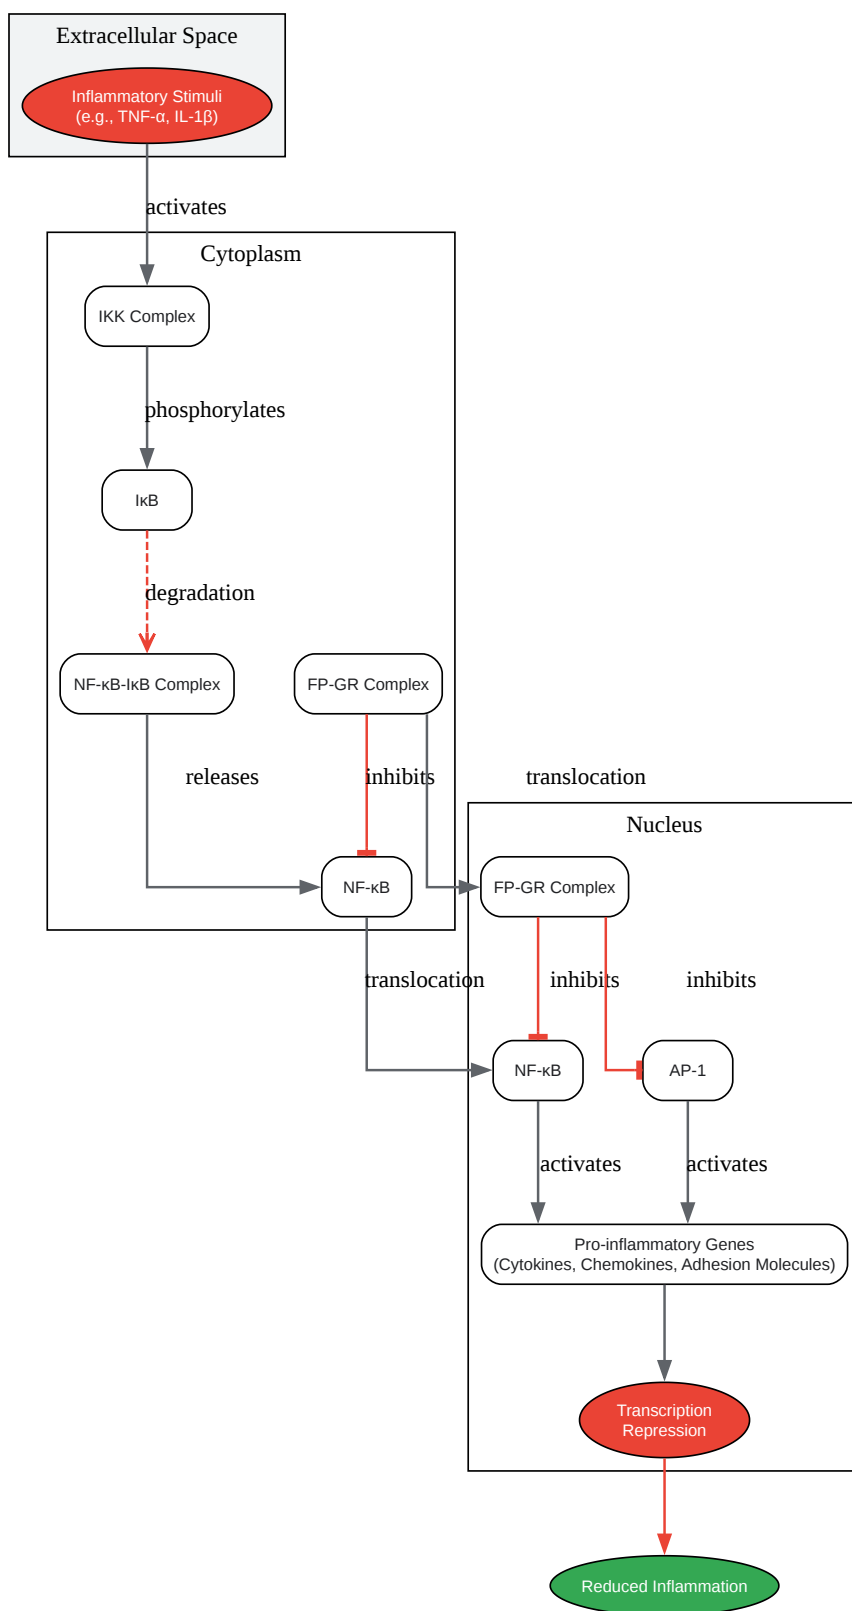 Extracellular Space
Inflammatory Stimuli
(e.g., TNF-α, IL-1β)
activates
Cytoplasm
IKK Complex
phosphorylates
IκB
degradation
NF-κB-IκB Complex
FP-GR Complex
releases
inhibits
translocation
Nucleus
NF-κB
FP-GR Complex
translocation
inhibits
inhibits
NF-κB
AP-1
activates
activates
Pro-inflammatory Genes
(Cytokines, Chemokines, Adhesion Molecules)
Transcription
Repression
Reduced Inflammation